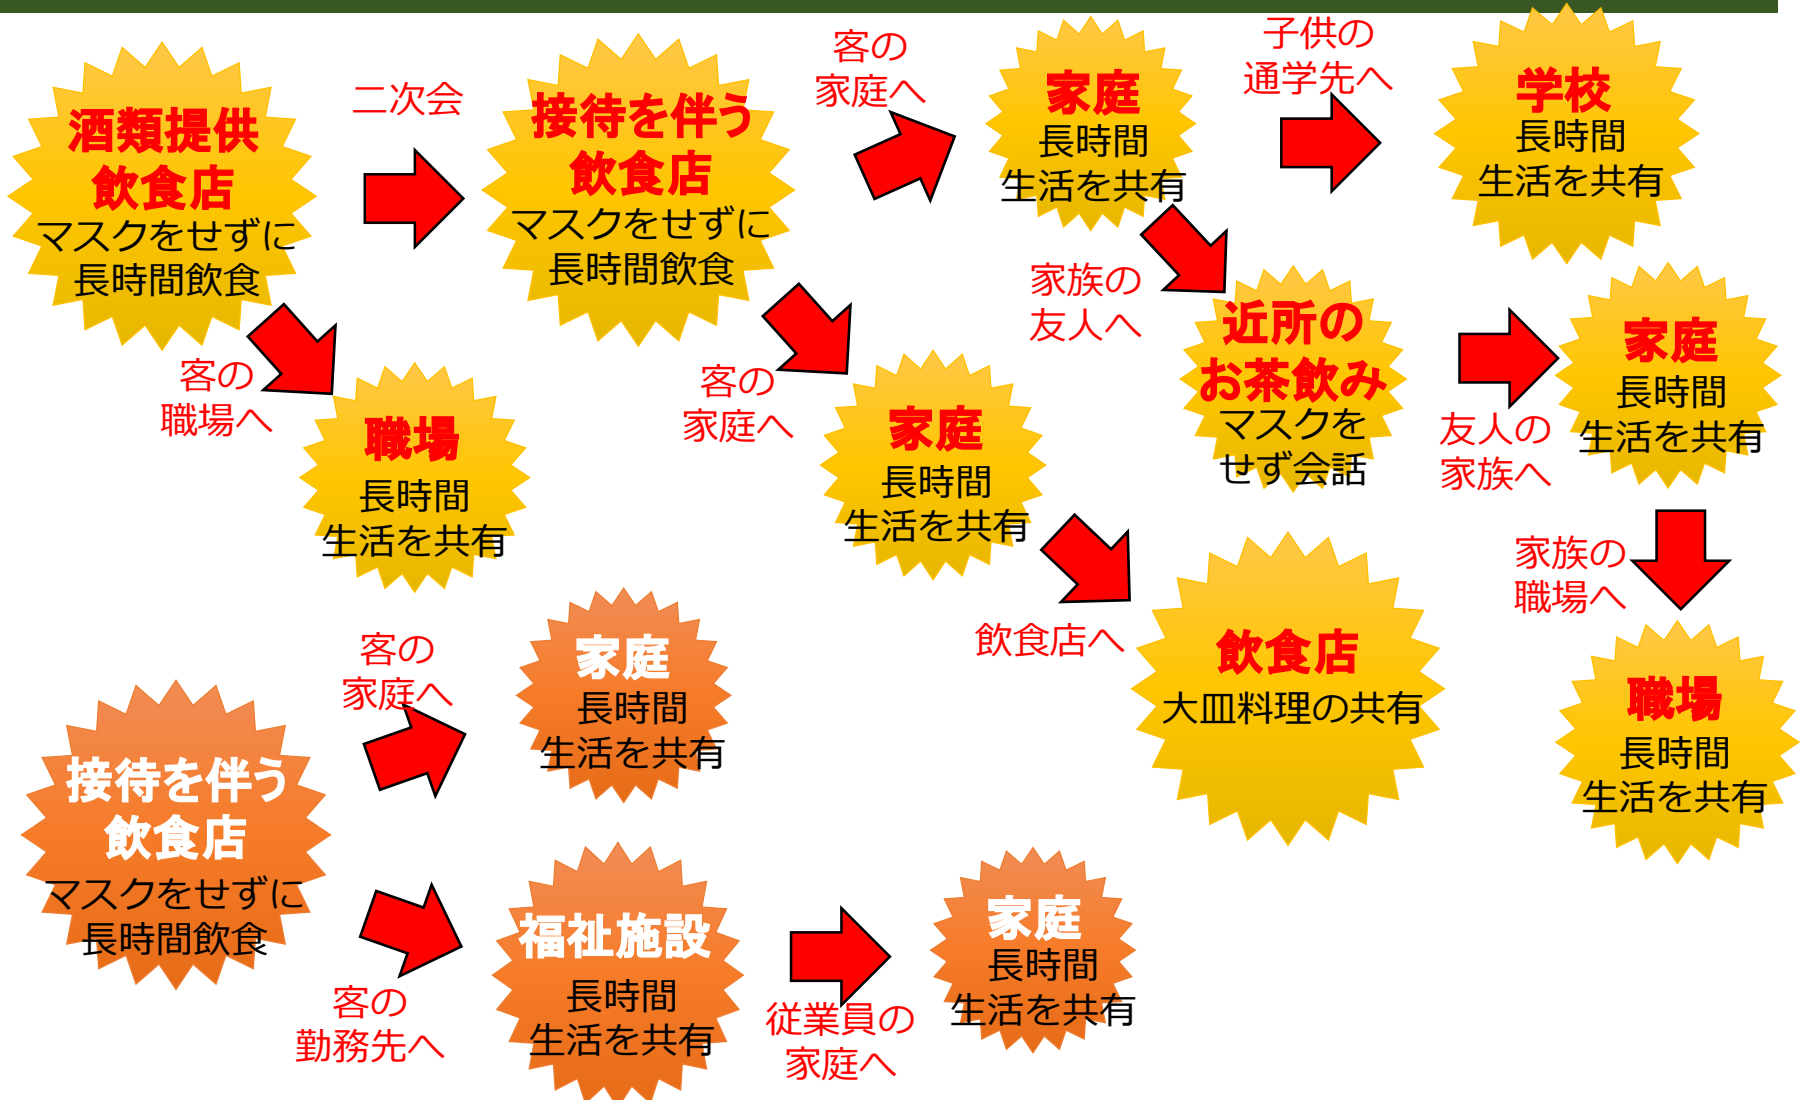 酒類提供
飲食店
マスクをせずに
長時間飲食
二次会
接待を伴う
飲食店
マスクをせずに
長時間飲食
客の
家庭へ
家庭
長時間
生活を共有
子供の
通学先へ
学校
長時間
生活を共有
客の
職場へ
職場
長時間
生活を共有
客の
家庭へ
家庭
長時間
生活を共有
家族の
友人へ
近所の
お茶飲み
マスクを
せず会話
友人の
家族へ
家庭
長時間
生活を共有
家族の
職場へ
職場
長時間
生活を共有
飲食店へ
飲食店
大皿料理の共有
接待を伴う
飲食店
マスクをせずに
長時間飲食
客の
家庭へ
家庭
長時間
生活を共有
客の
勤務先へ
福祉施設
長時間
生活を共有
従業員の
家庭へ
家庭
長時間
生活を共有